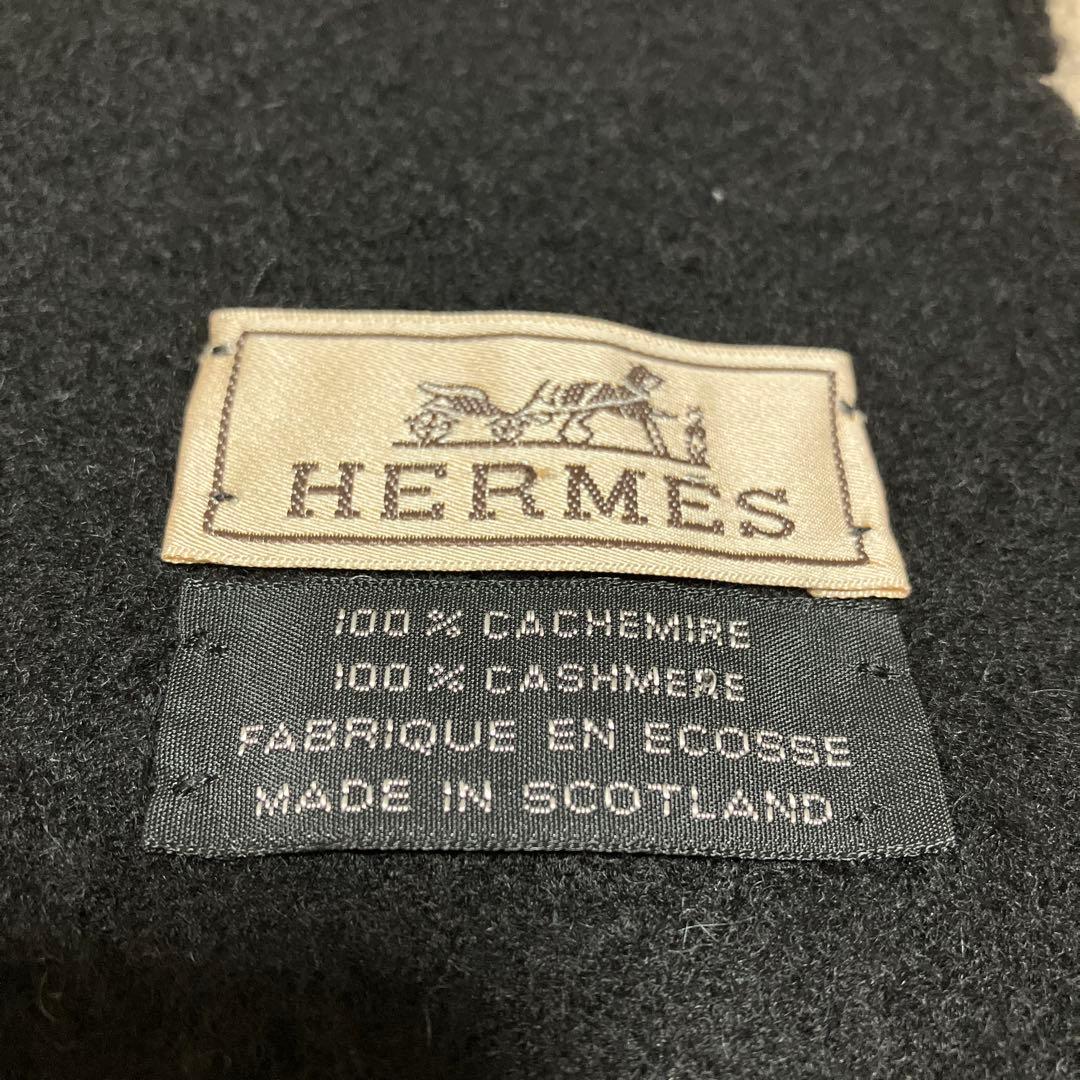 HERMES
100 % CACHEMIRE
100 % CASHMERE
FABRIQUE EN ECOSSE
MADE IN SCOTLAND